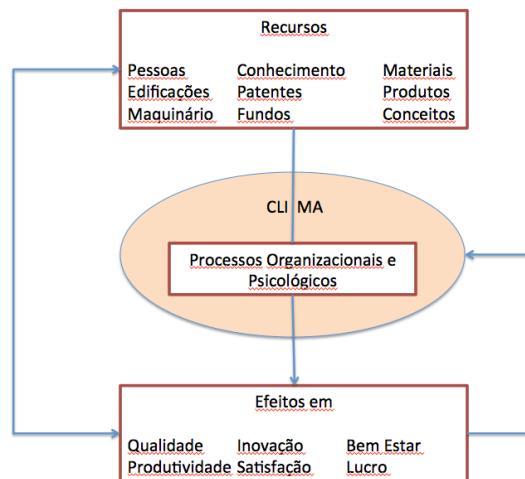 Recursos
Pessoas Conhecimento Materiais
Edificações Patentes Produtos
Maquinário Fundos Conceitos
CLI MA
Processos Organizacionais e
Psicológicos
Efeitos em
Qualidade Inovação Bem Estar
Produtividade Satisfação Lucro